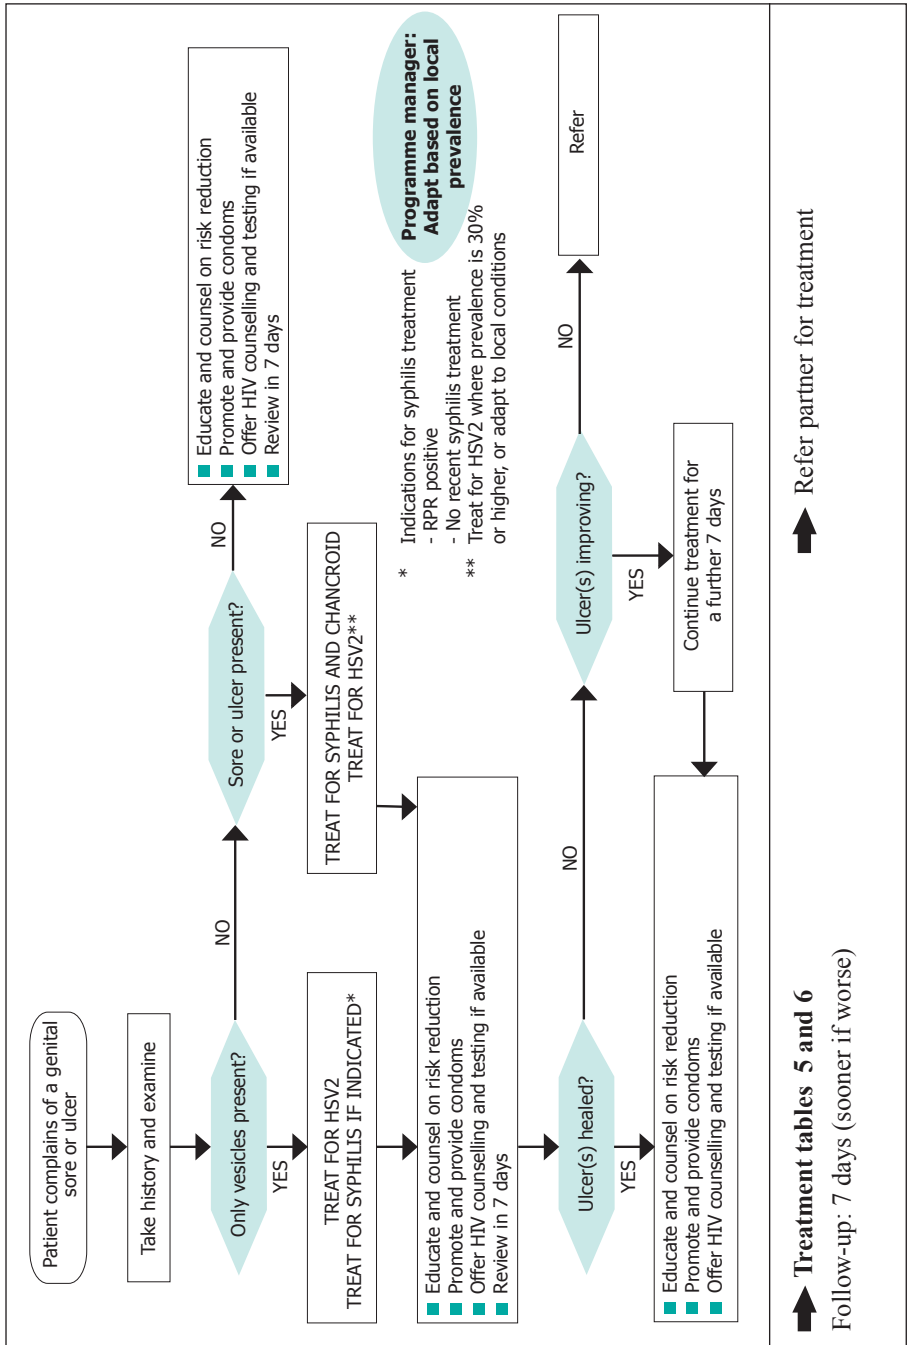 Patient complains of a genital
sore or ulcer
Take history and examine
Only vesicles present?
NO
Sore or ulcer present?
NO
Educate and counsel on risk reduction
Promote and provide condoms
Offer HIV counselling and testing if available
Review in 7 days
YES
YES
TREAT FOR HSV2
TREAT FOR SYPHILIS IF INDICATED*
TREAT FOR SYPHILIS AND CHANCROID
TREAT FOR HSV2**
Educate and counsel on risk reduction
Promote and provide condoms
Offer HIV counselling and testing if available
Review in 7 days
* Indications for syphilis treatment
- RPR positive
- No recent syphilis treatment
** Treat for HSV2 where prevalence is 30%
or higher, or adapt to local conditions
Programme manager:
Adapt based on local
prevalence
Ulcer(s) healed?
NO
Ulcer(s) improving?
NO
Refer
YES
YES
Educate and counsel on risk reduction
Promote and provide condoms
Offer HIV counselling and testing if available
Continue treatment for
a further 7 days
Treatment tables 5 and 6
Follow-up: 7 days (sooner if worse)
Refer partner for treatment